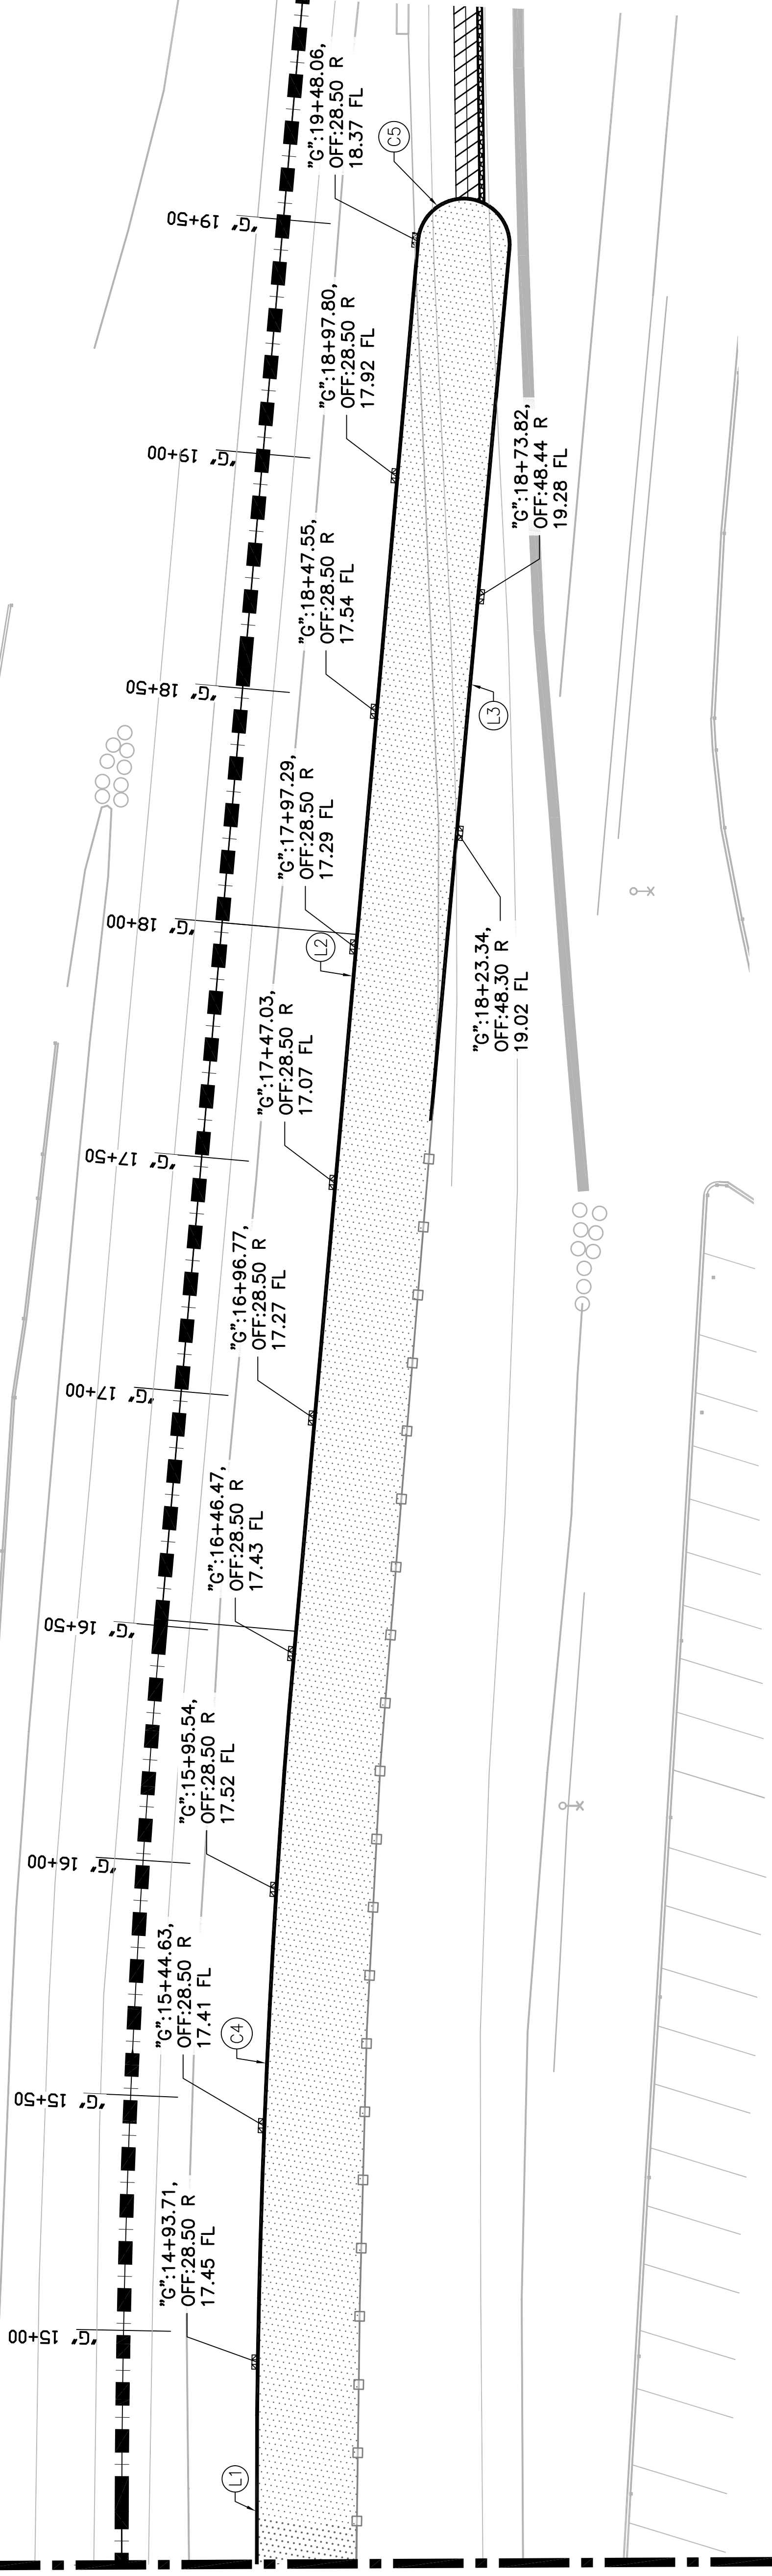 "G":19+48.06,
OFF:28.50 R
18.37 FL
C5
"G" 19+50
"G":18+97.80,
OFF:28.50 R
17.92 FL
"G" 19+00
"G":18+73.82,
OFF:48.44 R
19.28 FL
"G":18+47.55,
OFF:28.50 R
17.54 FL
"G" 18+50
L3
"G":17+97.29,
OFF:28.50 R
17.29 FL
"G" 18+00
L2
"G":18+23.34,
OFF:48.30 R
19.02 FL
"G":17+47.03,
OFF:28.50 R
17.07 FL
"G" 17+50
"G":16+96.77,
OFF:28.50 R
17.27 FL
"G" 17+00
"G":16+46.47,
OFF:28.50 R
17.43 FL
"G" 16+50
"G":15+95.54,
OFF:28.50 R
17.52 FL
"G" 16+00
"G":15+44.63,
OFF:28.50 R
17.41 FL
C4
"G" 15+50
"G":14+93.71,
OFF:28.50 R
17.45 FL
"G" 15+00
L1